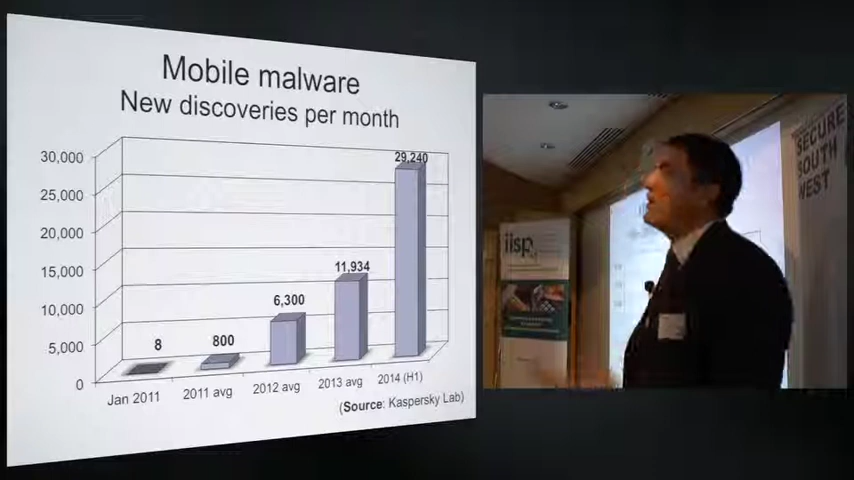 Mobile malware
New discoveries per month
30,000
25,000
20,000
15,000
10,000
5,000
0
8
800
6,300
11,934
29,240
Jan 2011
2011 avg
2012 avg
2013 avg
2014 (H1)
(Source: Kaspersky Lab)
iisp
SECURE
SOUTH
WEST